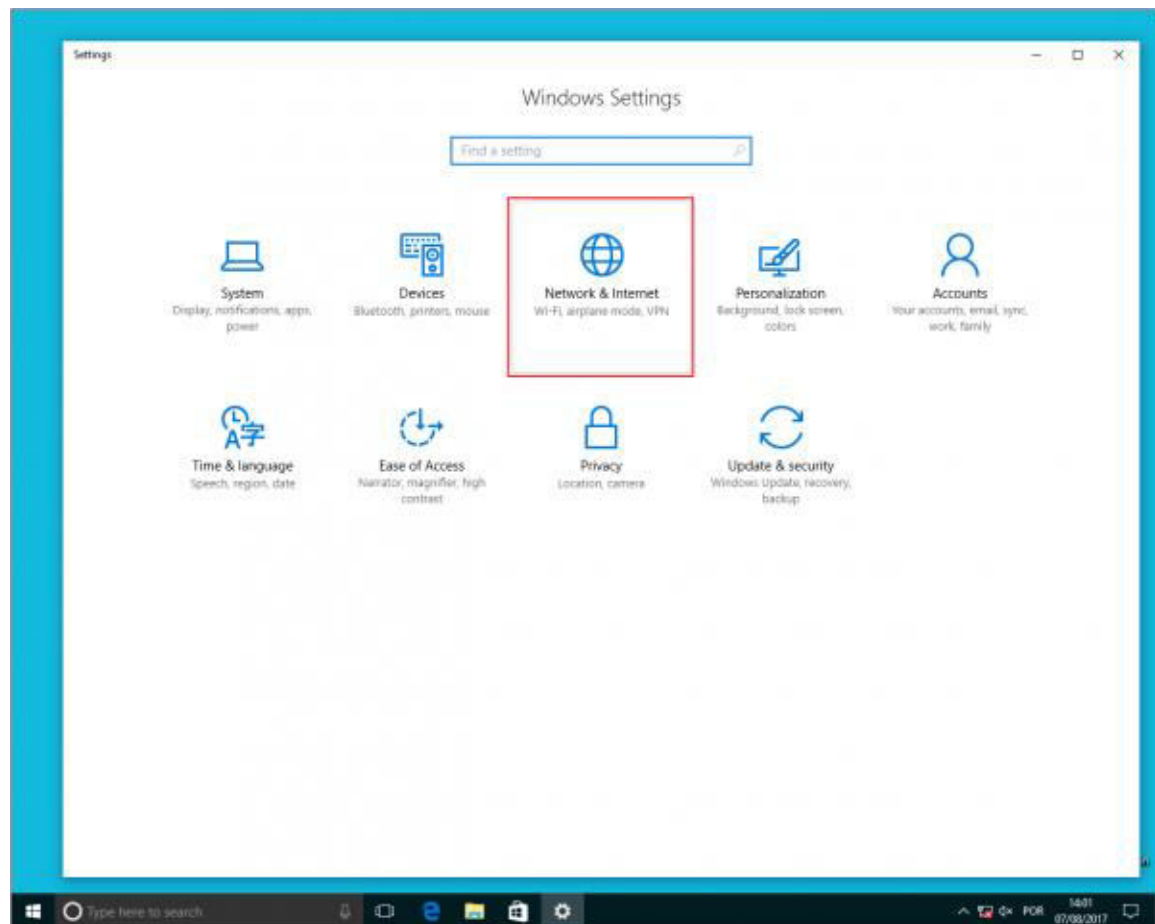 Settings
Windows Settings
Find a setting
System
Display, notifications, apps,
power
Devices
Bluetooth, printers, mouse
Network & Internet
Wi-Fi, airplane mode, VPN
Personalization
Background, lock screen,
colors
Accounts
Your accounts, email, sync,
work, family
Time & language
Speech, region, date
Ease of Access
Narrator, magnifier, high
contrast
Privacy
Location, camera
Update & security
Windows Update, recovery,
backup
Type here to search
POR
14:01
07/08/2017